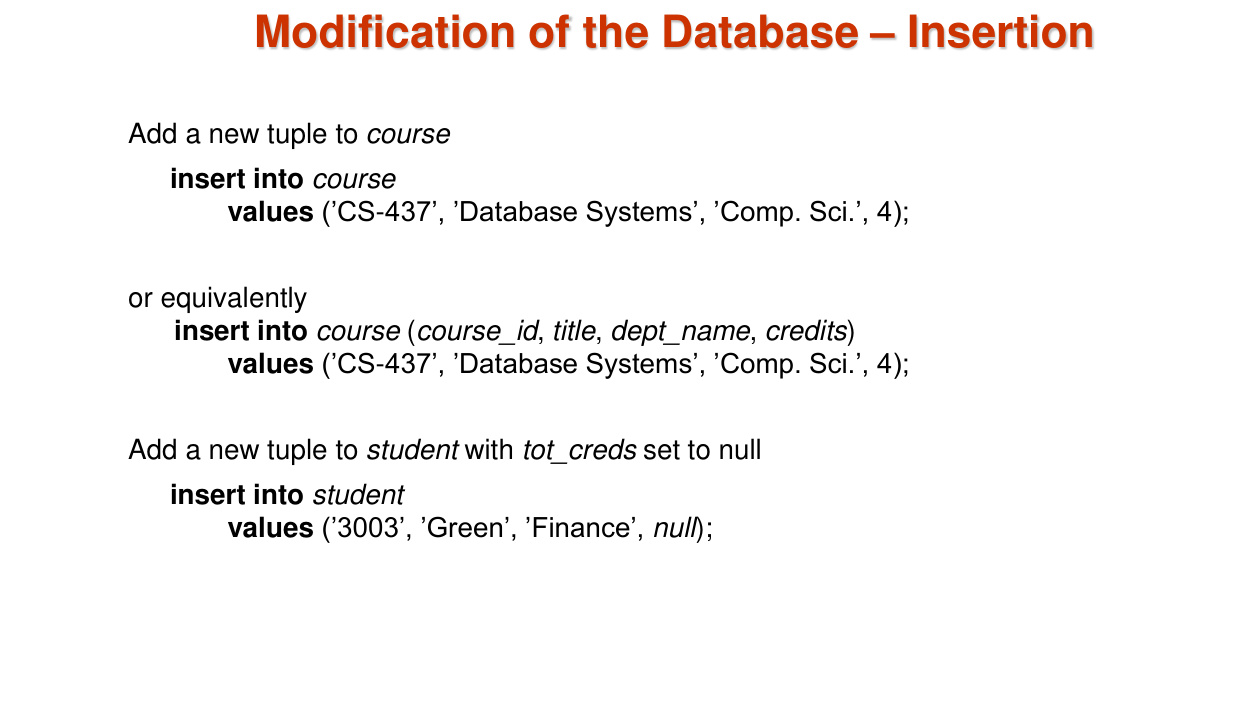 Modification of the Database – Insertion
Add a new tuple to course
insert into course
values (’CS-437’, ’Database Systems’, ’Comp. Sci.’, 4);
or equivalently
insert into course (course_id, title, dept_name, credits)
values (’CS-437’, ’Database Systems’, ’Comp. Sci.’, 4);
Add a new tuple to student with tot_creds set to null
insert into student
values (’3003’, ’Green’, ’Finance’, null);